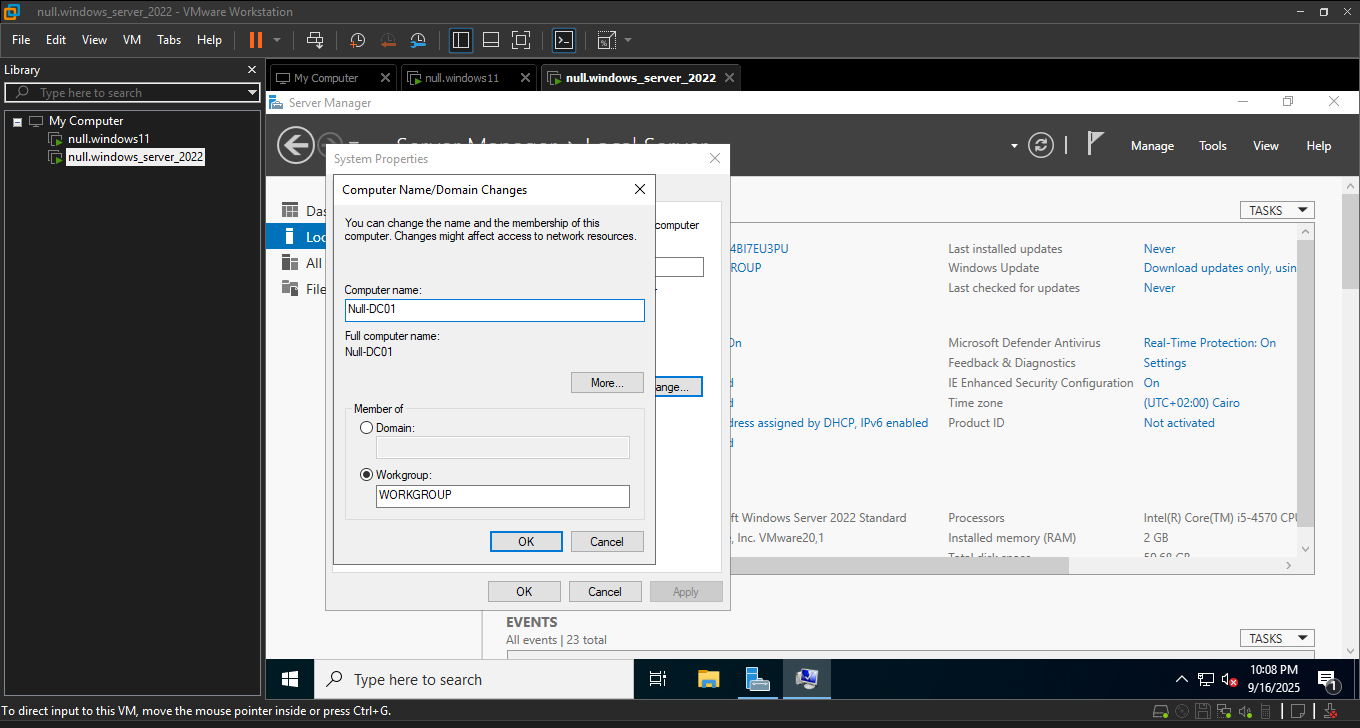 null.windows_server_2022 - VMware Workstation
File Edit View VM Tabs Help
Library
Type here to search
My Computer
null.windows11
null.windows_server_2022
My Computer
null.windows11
null.windows_server_2022
Server Manager
Manage Tools View Help
System Properties
Computer Name/Domain Changes
You can change the name and the membership of this
computer. Changes might affect access to network resources.
Computer name:
Null-DC01
Full computer name:
Null-DC01
More...
Member of
Domain:
Workgroup:
WORKGROUP
OK Cancel
computer
ange...
OK Cancel Apply
Das
Loc
All
File
TASKS
4BI7EU3PU
ROUP
Last installed updates Never
Windows Update Download updates only, usin
Last checked for updates Never
On
Microsoft Defender Antivirus Real-Time Protection: On
Feedback & Diagnostics Settings
d IE Enhanced Security Configuration On
d Time zone (UTC+02:00) Cairo
dress assigned by DHCP, IPv6 enabled Product ID Not activated
d
ft Windows Server 2022 Standard Processors Intel(R) Core(TM) i5-4570 CPU
, Inc. VMware20,1 Installed memory (RAM) 2 GB
Total disk space 59.68 GB
EVENTS
All events | 23 total
TASKS
Type here to search
10:08 PM
9/16/2025
1
To direct input to this VM, move the mouse pointer inside or press Ctrl+G.